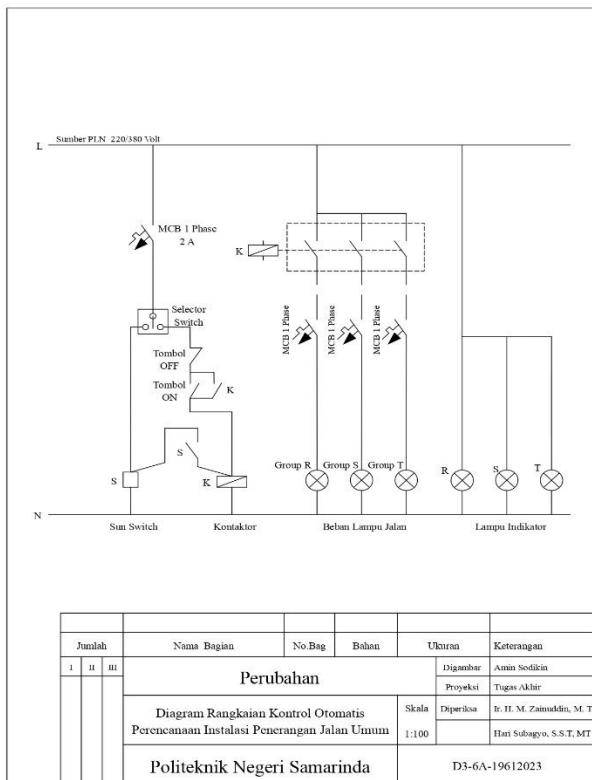 Sumber PLN 220/380 Volt
L
MCB 1 Phase
2 A
K
Selector
Switch
MCB 1 Phase
MCB 1 Phase
MCB 1 Phase
Tombol
OFF
Tombol
ON
K
S
S
K
Group R
Group S
Group T
R
S
T
N
Sun Switch
Kontaktor
Beban Lampu Jalan
Lampu Indikator
Jumlah
Nama Bagian
No.Bag
Bahan
Ukuran
Keterangan
I
II
III
Perubahan
Digambar
Amin Sodikin
Proyeksi
Tugas Akhir
Diagram Rangkaian Kontrol Otomatis
Perencanaan Instalasi Penerangan Jalan Umum
Skala
1:100
Diperiksa
Ir. H. M. Zainuddin, M. T
Hari Subagyo, S.S.T, MT
Politeknik Negeri Samarinda
D3-6A-19612023